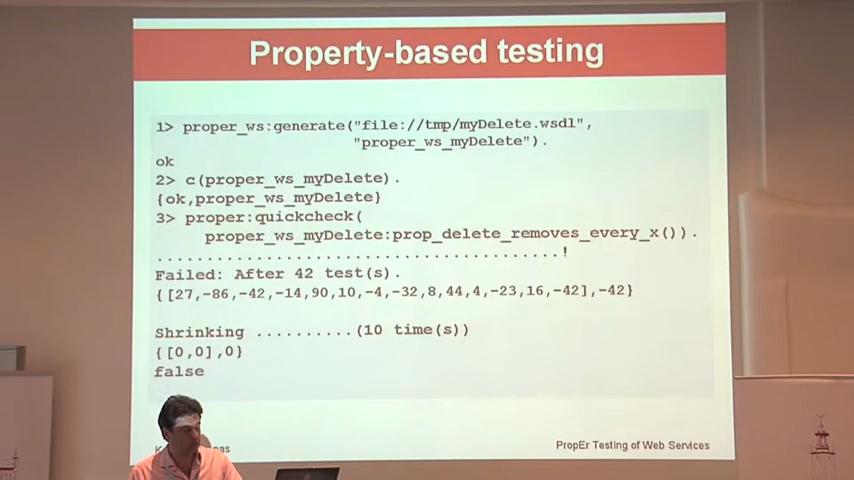 Property-based testing
1> proper_ws:generate("file://tmp/myDelete.wsdl",
"proper_ws_myDelete").
ok
2> c(proper_ws_myDelete).
{ok,proper_ws_myDelete}
3> proper:quickcheck(
proper_ws_myDelete:prop_delete_removes_every_x()).
.........................................!
Failed: After 42 test(s).
{[27,-86,-42,-14,90,10,-4,-32,8,44,4,-23,16,-42],-42}
Shrinking ..........(10 time(s))
{[0,0],0}
false
PropEr Testing of Web Services